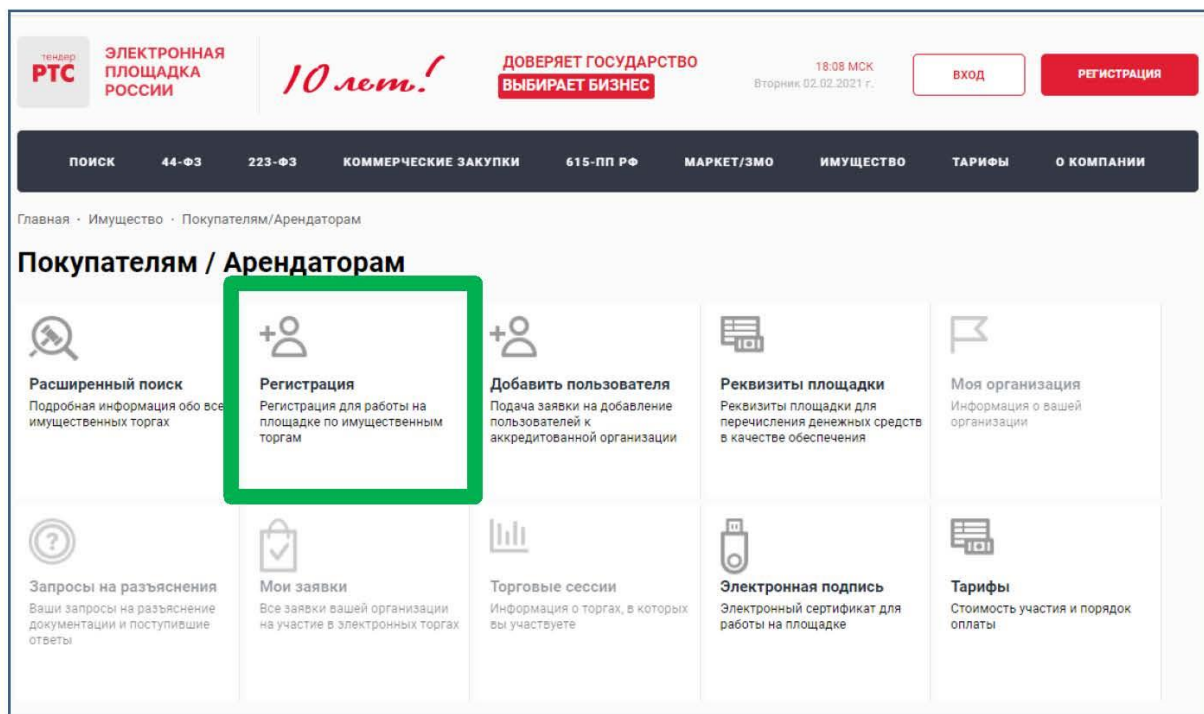 тендер
РТС
ЭЛЕКТРОННАЯ
ПЛОЩАДКА
РОССИИ
10 лет!
ДОВЕРЯЕТ ГОСУДАРСТВО
ВЫБИРАЕТ БИЗНЕС
18:08 МСК
Вторник 02.02.2021 г.
ВХОД
РЕГИСТРАЦИЯ
ПОИСК 44-ФЗ 223-ФЗ КОММЕРЧЕСКИЕ ЗАКУПКИ 615-ПП РФ МАРКЕТ/ЗМО ИМУЩЕСТВО ТАРИФЫ О КОМПАНИИ
Главная · Имущество · Покупателям/Арендаторам
Покупателям / Арендаторам
Расширенный поиск
Подробная информация обо все
имущественных торгах
Регистрация
Регистрация для работы на
площадке по имущественным
торгам
Добавить пользователя
Подача заявки на добавление
пользователей к
аккредитованной организации
Реквизиты площадки
Реквизиты площадки для
перечисления денежных средств
в качестве обеспечения
Моя организация
Информация о вашей
организации
Запросы на разъяснения
Ваши запросы на разъяснение
документации и поступившие
ответы
Мои заявки
Все заявки вашей организации
на участие в электронных торгах
Торговые сессии
Информация о торгах, в которых
вы участвуете
Электронная подпись
Электронный сертификат для
работы на площадке
Тарифы
Стоимость участия и порядок
оплаты